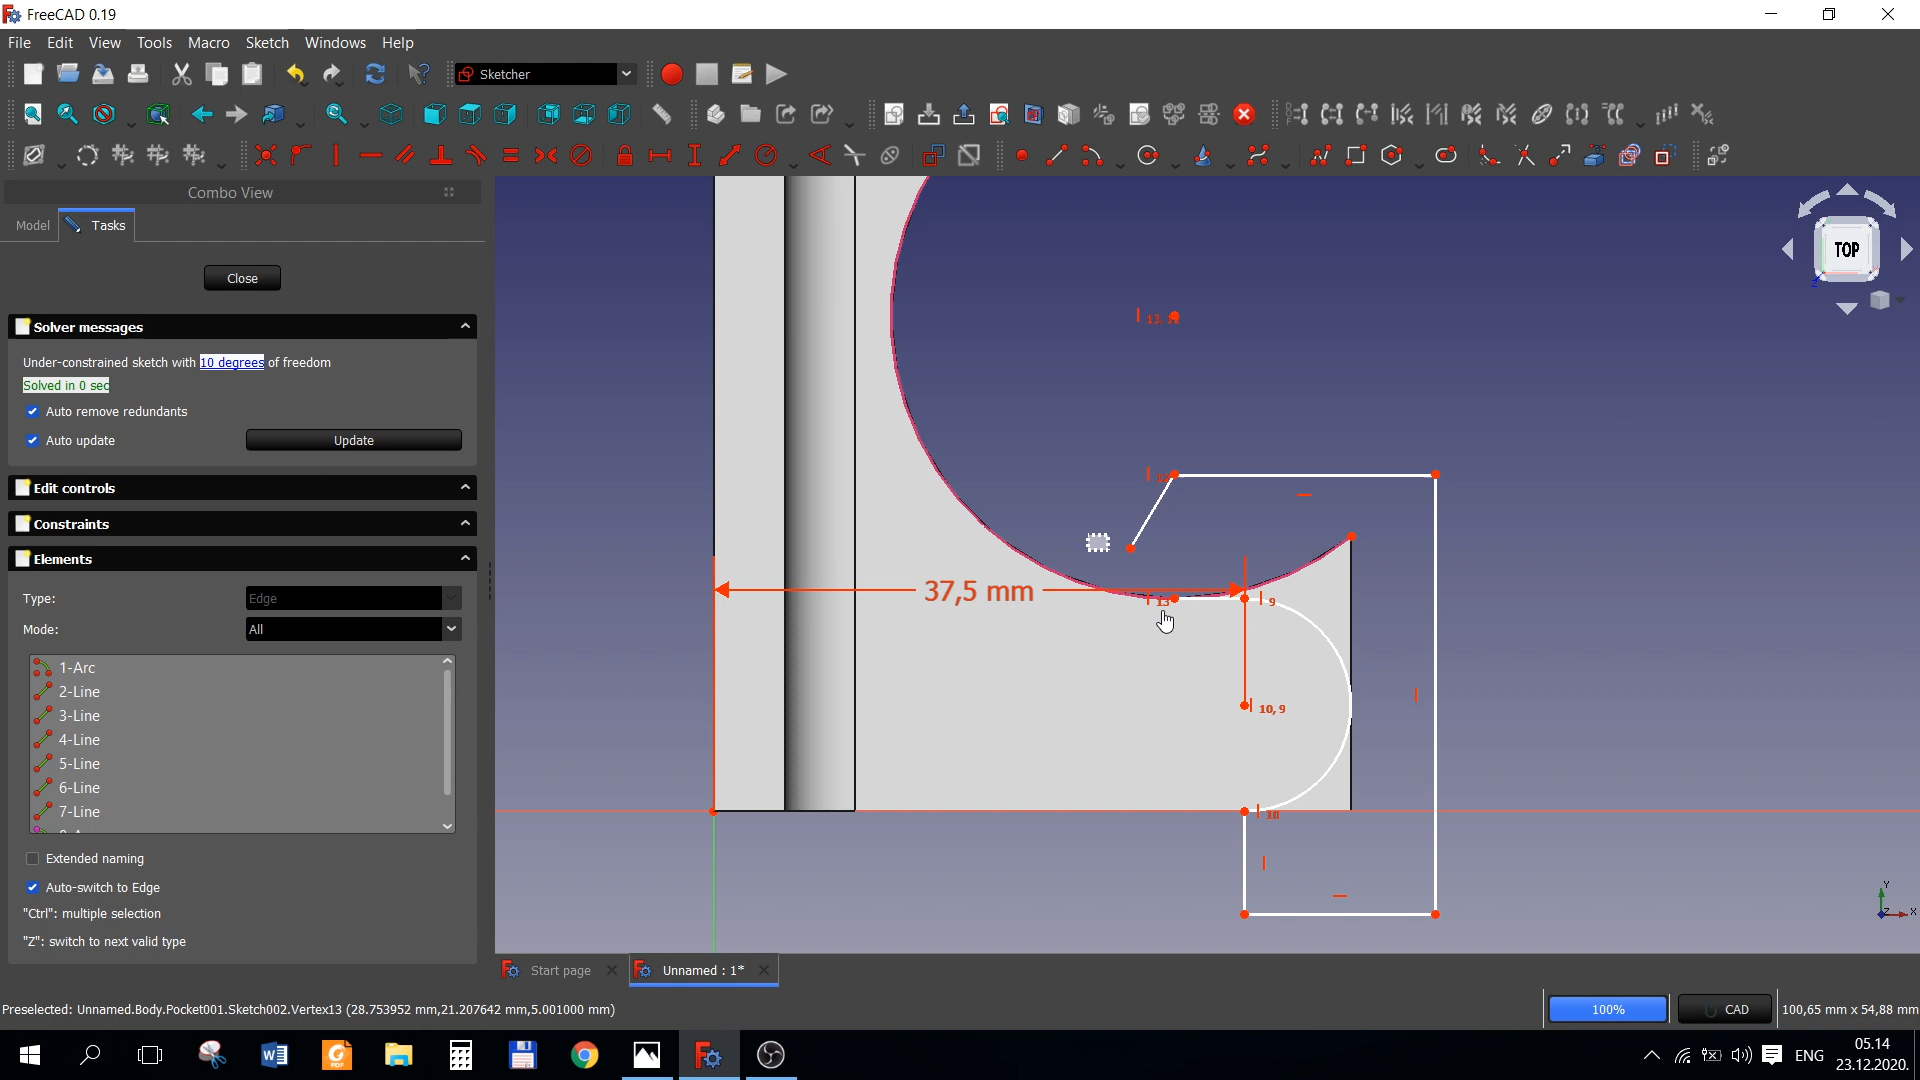 FreeCAD 0.19
File Edit View Tools Macro Sketch Windows Help
Sketcher
Combo View
Model Tasks
Close
Solver messages
Under-constrained sketch with 10 degrees of freedom
Solved in 0 sec
Auto remove redundants
Auto update
Update
Edit controls
Constraints
Elements
Type: Edge
Mode: All
1-Arc
2-Line
3-Line
4-Line
5-Line
6-Line
7-Line
Extended naming
Auto-switch to Edge
"Ctrl": multiple selection
"Z": switch to next valid type
TOP
37,5 mm
13
9
10, 9
10
Y
Z
X
Z
Start page
Unnamed : 1*
Preselected: Unnamed.Body.Pocket001.Sketch002.Vertex13 (28.753952 mm,21.207642 mm,5.001000 mm)
100%
CAD
100,65 mm x 54,88 mm
PDF
ENG
05.14
23.12.2020.